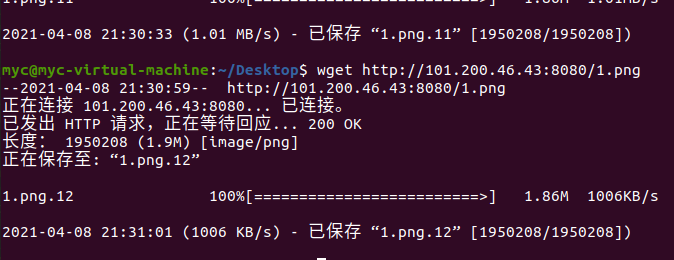 1.png.11 100%[=========================>] 1.86M 1.01MB/s
2021-04-08 21:30:33 (1.01 MB/s) - 已保存 “1.png.11” [1950208/1950208])
myc@myc-virtual-machine:~/Desktop$ wget http://101.200.46.43:8080/1.png
--2021-04-08 21:30:59-- http://101.200.46.43:8080/1.png
正在连接 101.200.46.43:8080... 已连接。
已发出 HTTP 请求，正在等待回应... 200 OK
长度： 1950208 (1.9M) [image/png]
正在保存至: “1.png.12”
1.png.12 100%[=========================>] 1.86M 1006KB/s
2021-04-08 21:31:01 (1006 KB/s) - 已保存 “1.png.12” [1950208/1950208])